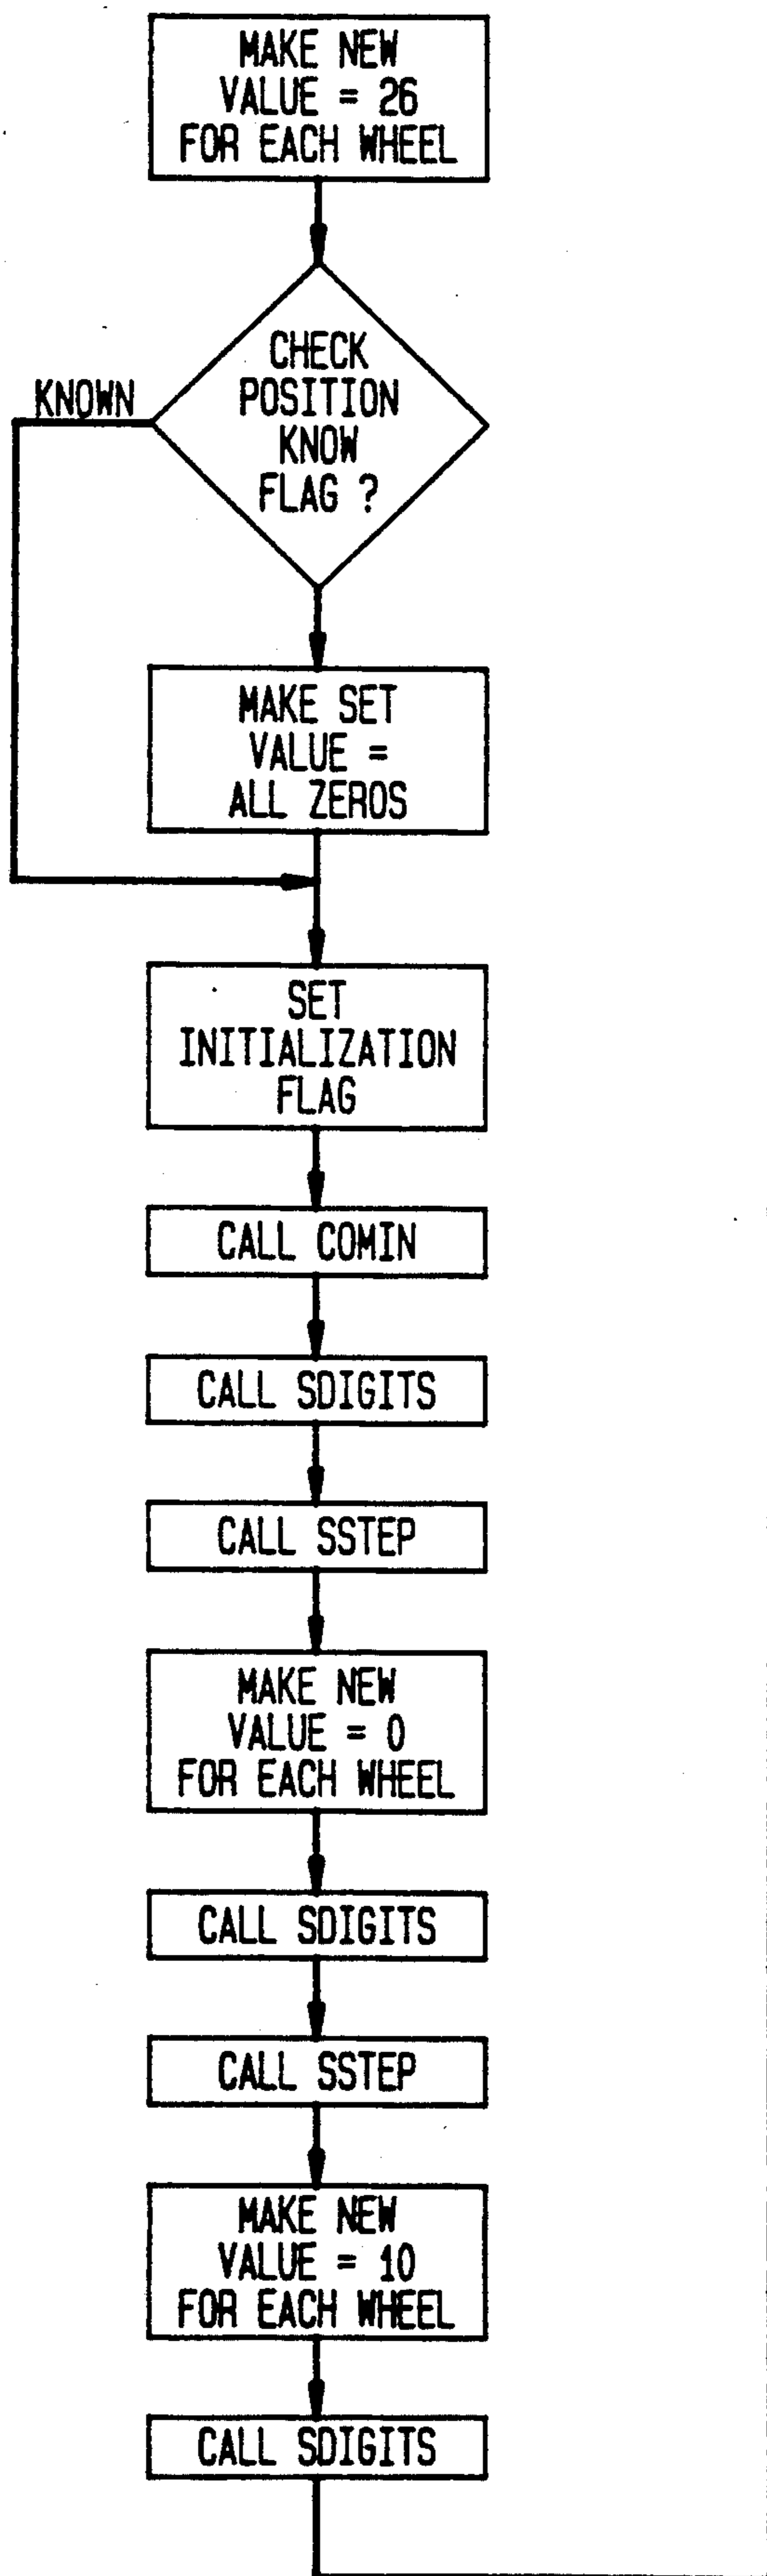 MAKE NEW
VALUE = 26
FOR EACH WHEEL
CHECK
POSITION
KNOW
FLAG ?
KNOWN
MAKE SET
VALUE =
ALL ZEROS
SET
INITIALIZATION
FLAG
CALL COMIN
CALL SDIGITS
CALL SSTEP
MAKE NEW
VALUE = 0
FOR EACH WHEEL
CALL SDIGITS
CALL SSTEP
MAKE NEW
VALUE = 10
FOR EACH WHEEL
CALL SDIGITS